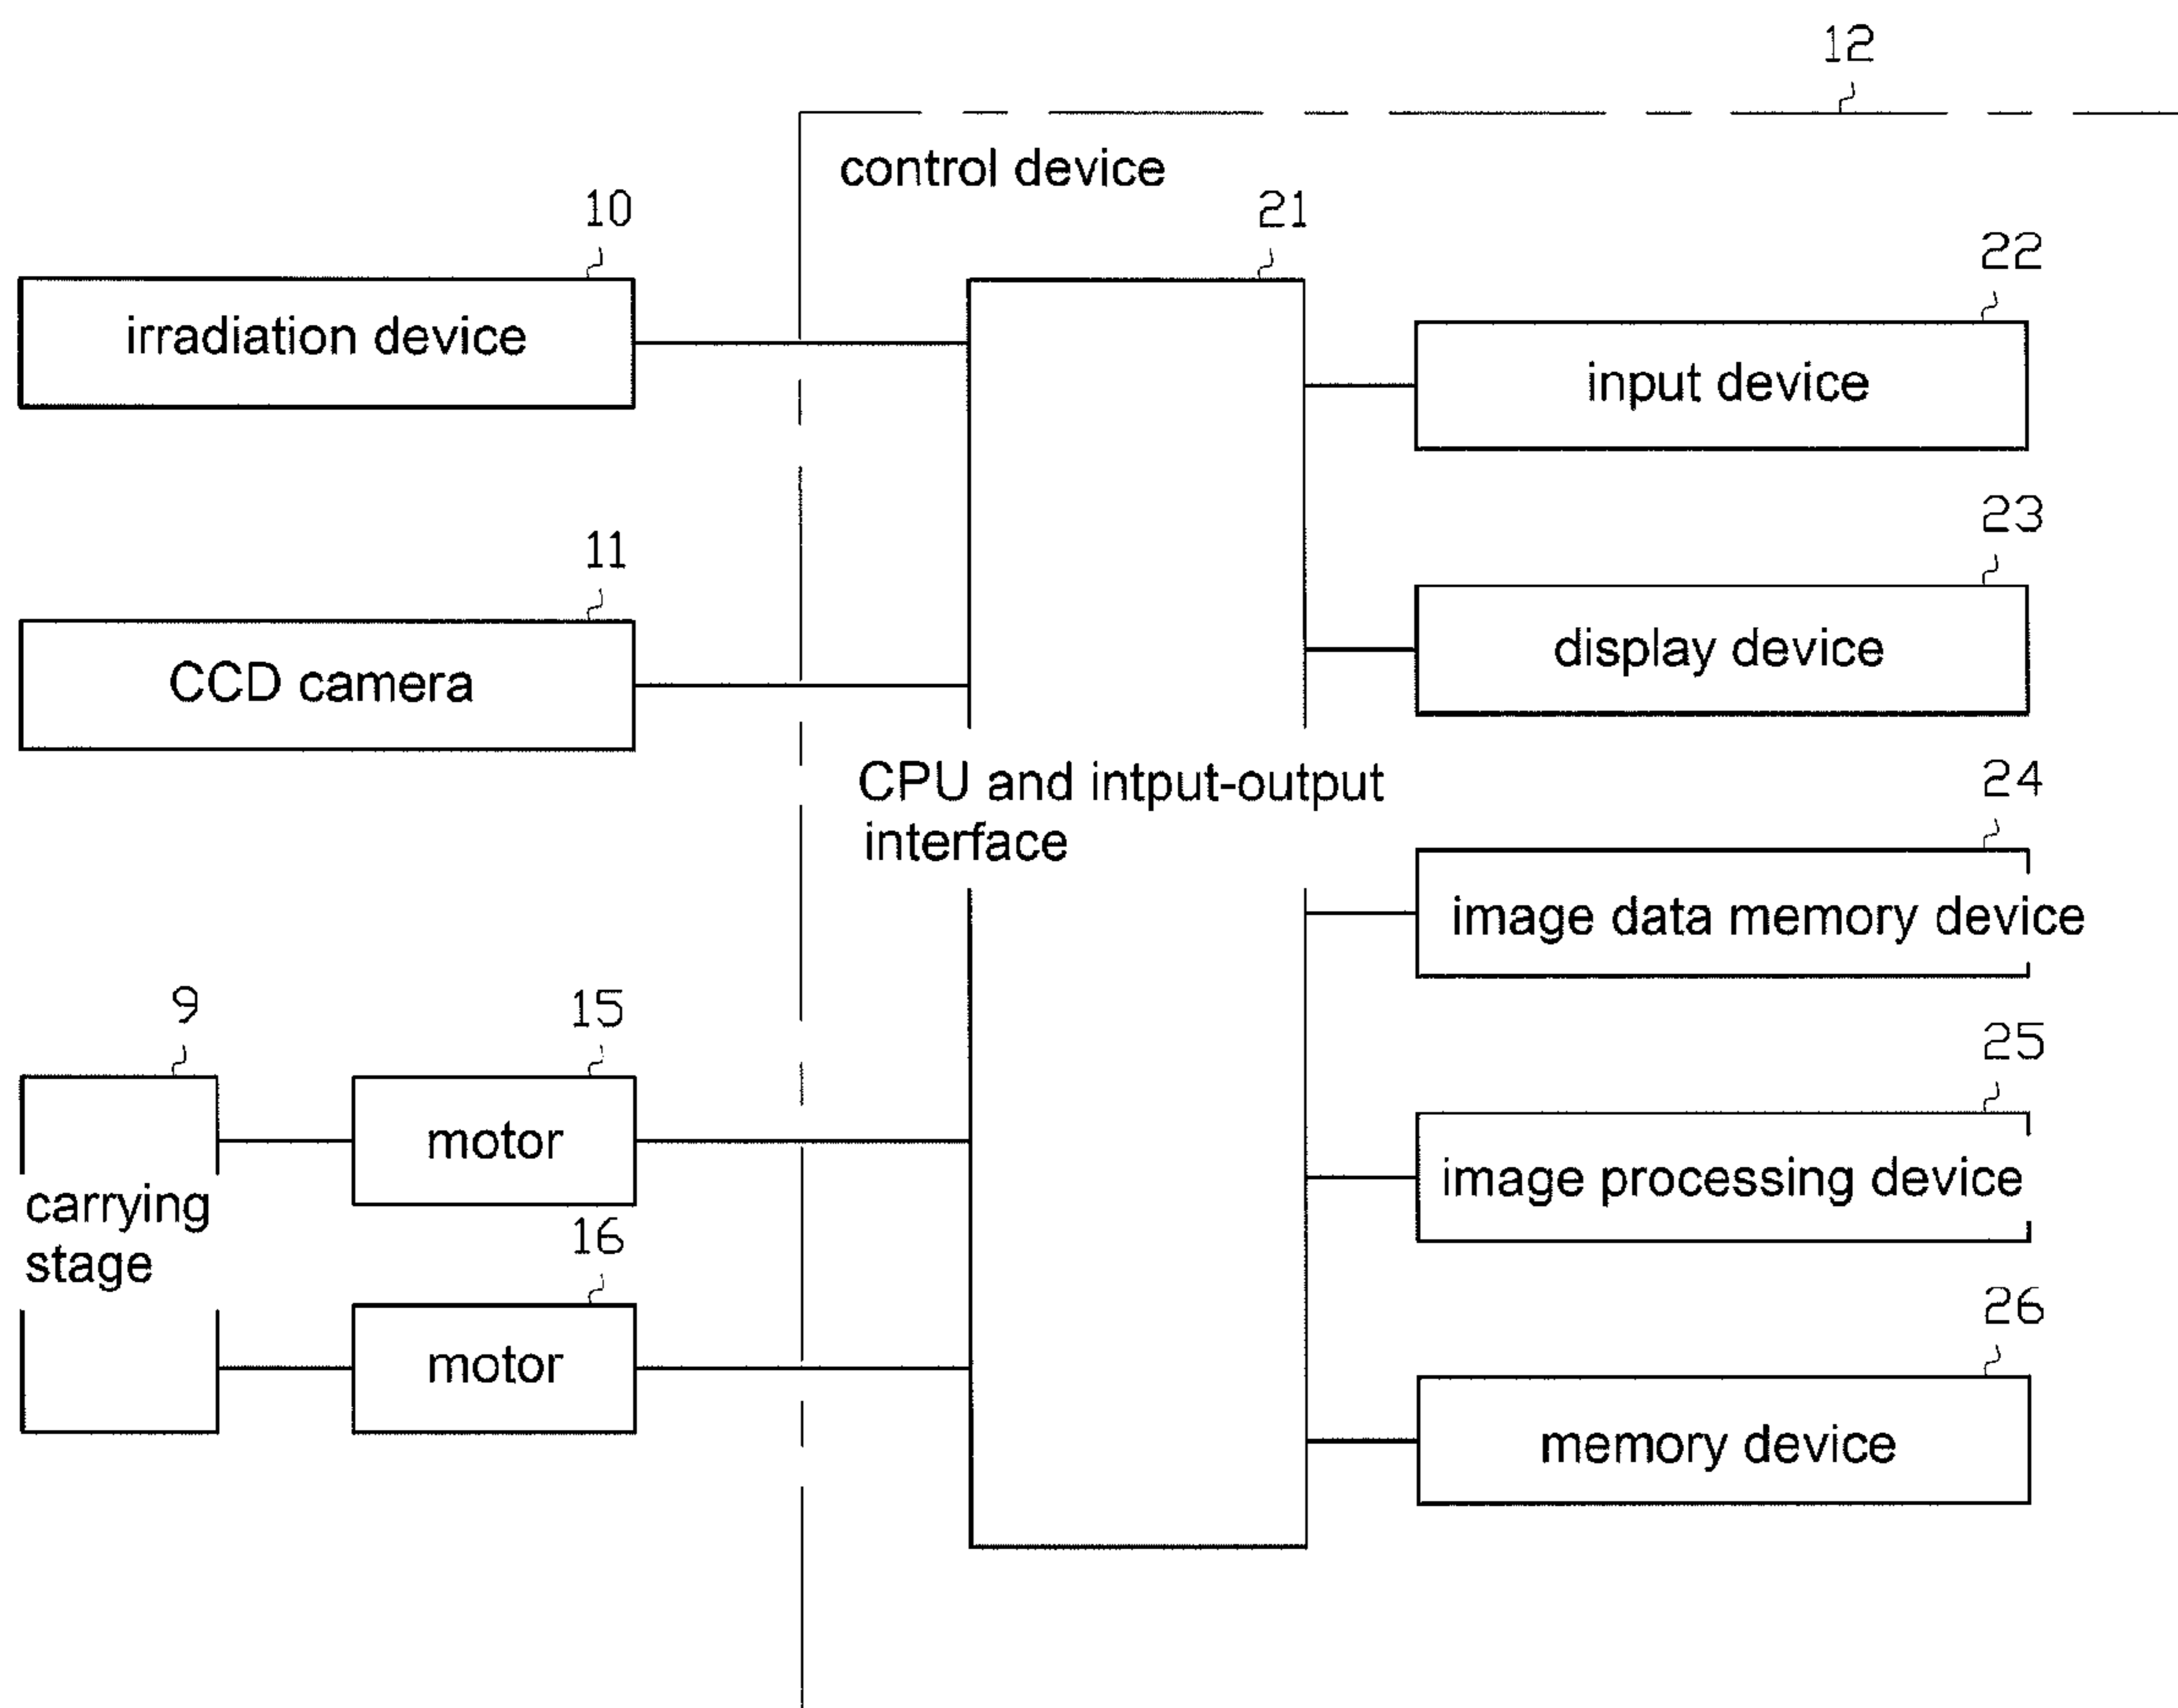 12
control device
10
irradiation device
21
22
input device
11
CCD camera
23
display device
CPU and intput-output
interface
24
image data memory device
9
carrying
stage
15
motor
16
motor
25
image processing device
26
memory device